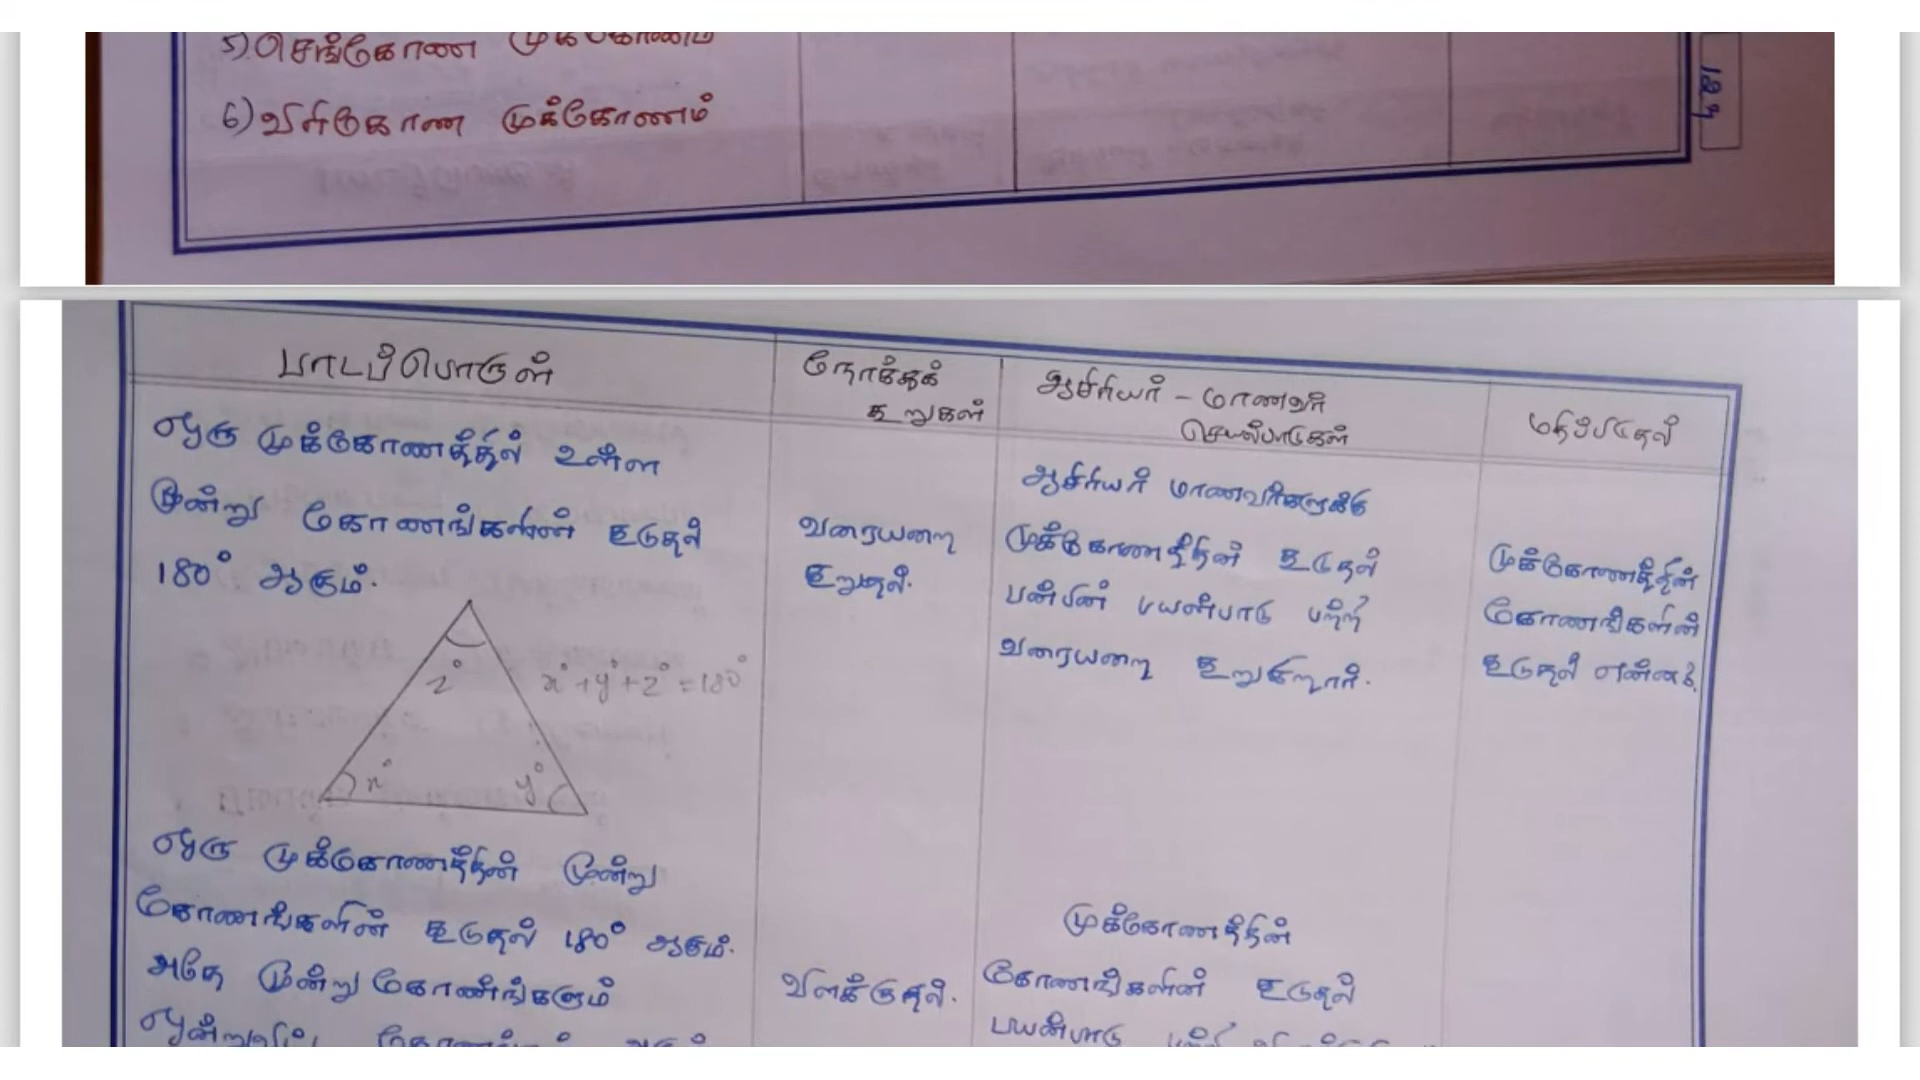 5) செங்கோண முக்கோணம்
6) விரிகோண முக்கோணம்
129
பாடப்பொருள்
நோக்கக் கூறுகள்
ஆசிரியர் - மாணவர் செயல்பாடுகள்
மதிப்பிடுதல்
ஒரு முக்கோணத்தில் உள்ள
மூன்று கோணங்களின் கூடுதல்
180° ஆகும்.
z°
x°+y°+z°=180°
x°
y°
வரையறை
கூறுதல்.
ஆசிரியர் மாணவர்களுக்கு
முக்கோணத்தின் கூடுதல்
பண்பின் பயன்பாடு பற்றி
வரையறை கூறுகிறார்.
முக்கோணத்தின்
கோணங்களின்
கூடுதல் என்ன?
ஒரு முக்கோணத்தின் மூன்று
கோணங்களின் கூடுதல் 180° ஆகும்.
அதே மூன்று கோணங்களும்
விளக்குதல்.
முக்கோணத்தின்
கோணங்களின் கூடுதல்
பயன்பாடு பற்றி